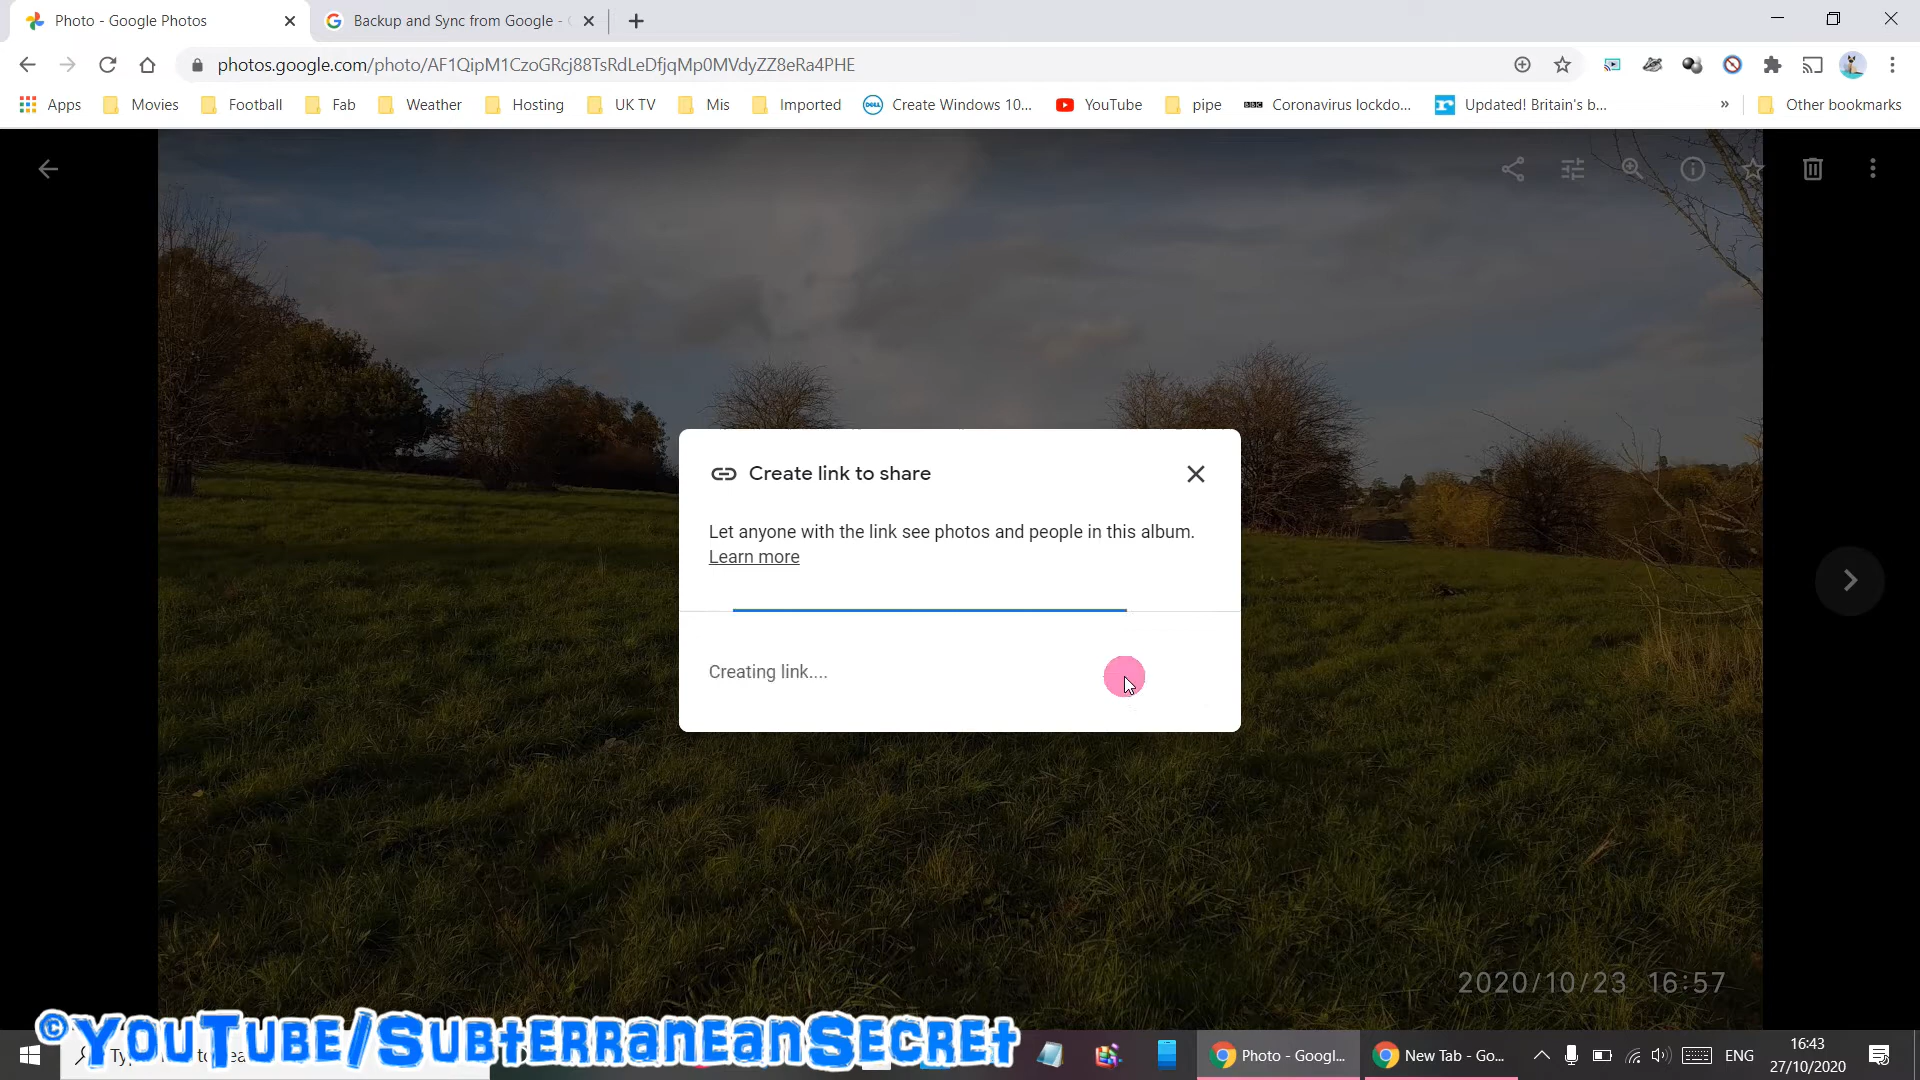 Photo - Google Photos
Backup and Sync from Google -
photos.google.com/photo/AF1QipM1CzoGRcj88TsRdLeDfjqMp0MVdyZZ8eRa4PHE
Apps Movies Football Fab Weather Hosting UK TV Mis Imported Create Windows 10... YouTube pipe Coronavirus lockdo... Updated! Britain's b... » Other bookmarks
Create link to share
Let anyone with the link see photos and people in this album.
Learn more
Creating link....
2020/10/23 16:57
©YouTube/SubterraneanSecret
Photo - Googl...
New Tab - Go...
ENG
16:43
27/10/2020